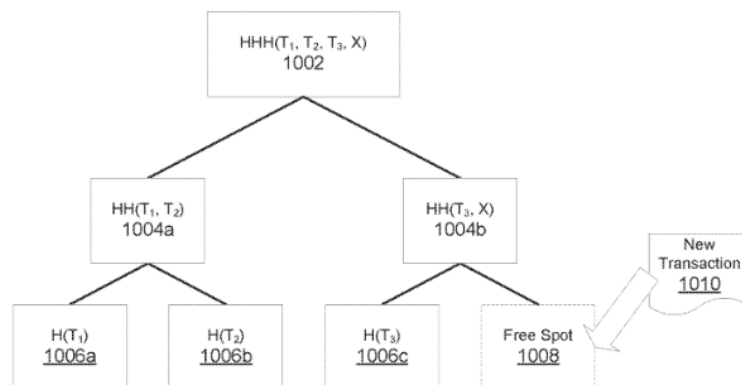 HHH(T₁, T₂, T₃, X)
1002
HH(T₁, T₂)
1004a
HH(T₃, X)
1004b
New
Transaction
1010
H(T₁)
1006a
H(T₂)
1006b
H(T₃)
1006c
Free Spot
1008